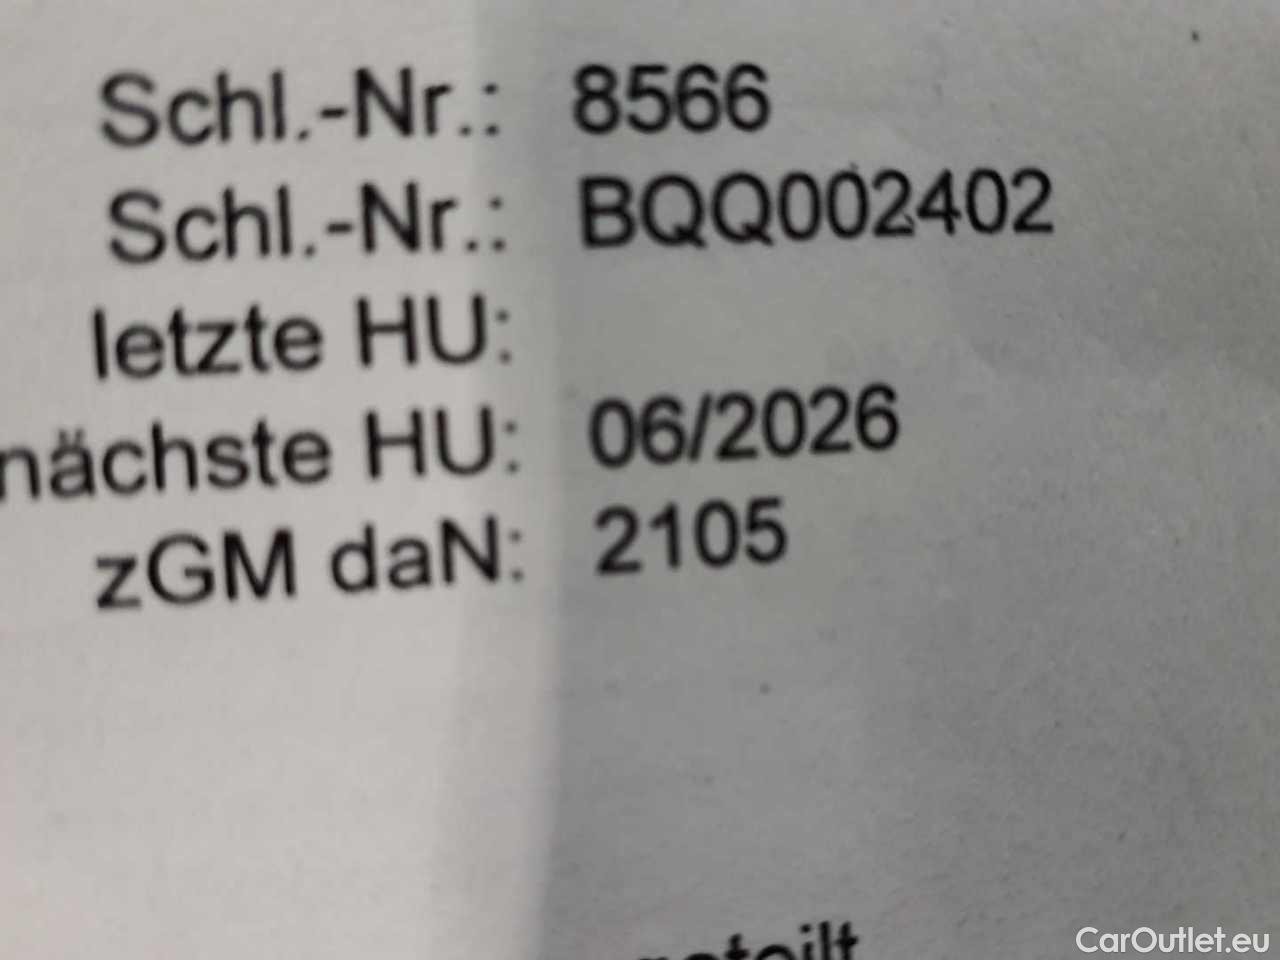 Schl.-Nr.: 8566
Schl.-Nr.: BQQ002402
letzte HU:
nächste HU: 06/2026
zGM daN: 2105
CarOutlet.eu